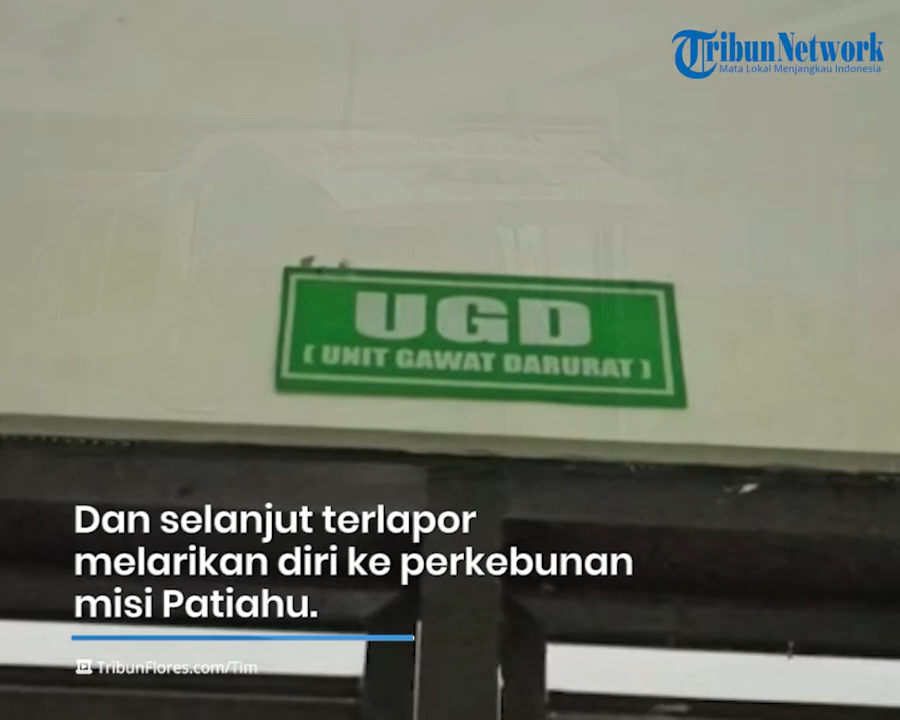 TribunNetwork
Mata Lokal Menjangkau Indonesia
UGD
( UNIT GAWAT DARURAT )
Dan selanjut terlapor
melarikan diri ke perkebunan
misi Patiahu.
TribunFlores.com/Tim